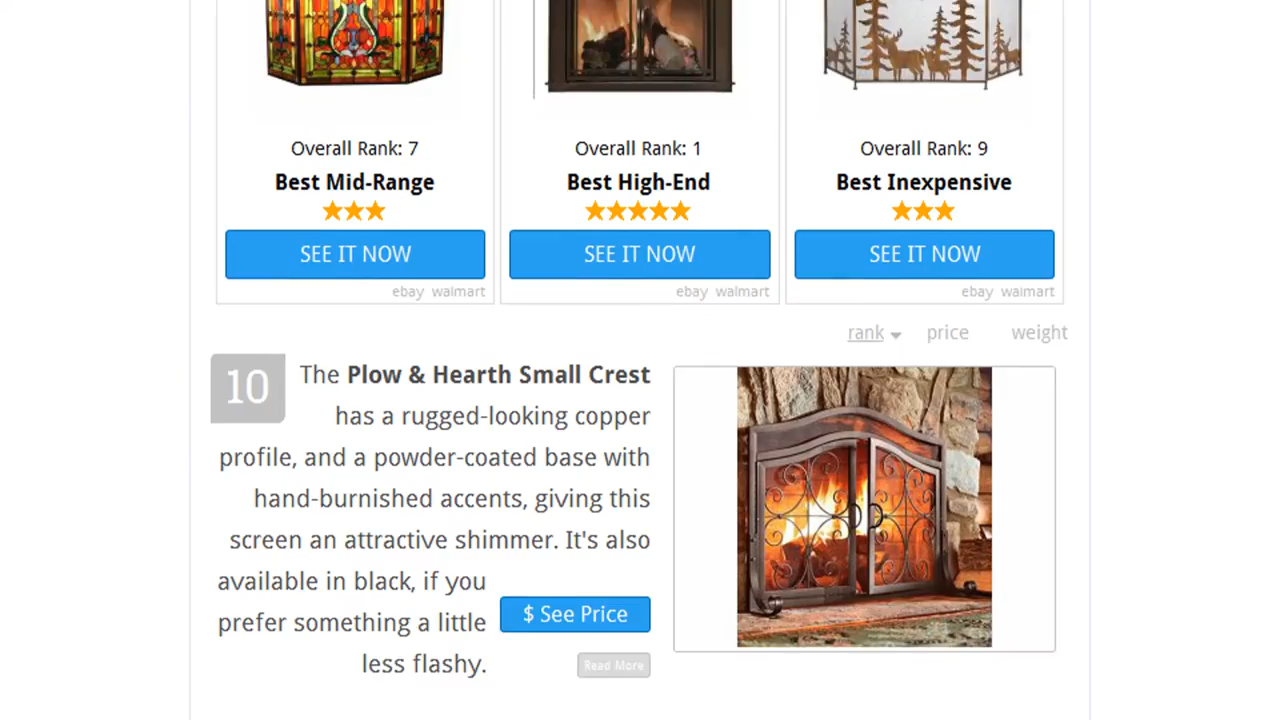 Overall Rank: 7
Best Mid-Range
SEE IT NOW
ebay walmart
Overall Rank: 1
Best High-End
SEE IT NOW
ebay walmart
Overall Rank: 9
Best Inexpensive
SEE IT NOW
ebay walmart
rank price weight
10
The Plow & Hearth Small Crest
has a rugged-looking copper
profile, and a powder-coated base with
hand-burnished accents, giving this
screen an attractive shimmer. It's also
available in black, if you
prefer something a little
less flashy.
$ See Price
Read More